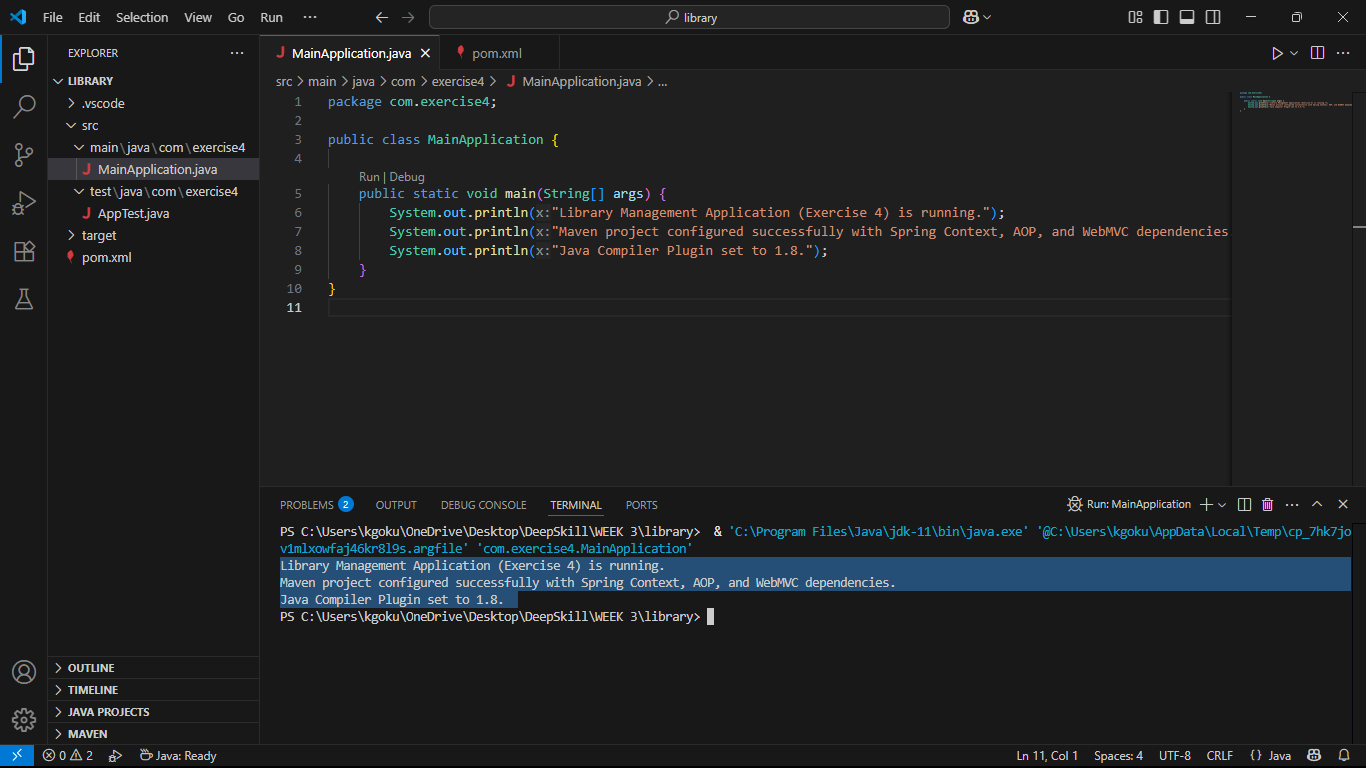 File Edit Selection View Go Run ··· library
EXPLORER ···
LIBRARY
.vscode
src
main\java\com\exercise4
MainApplication.java
test\java\com\exercise4
AppTest.java
target
pom.xml
OUTLINE
TIMELINE
JAVA PROJECTS
MAVEN
MainApplication.java pom.xml
src > main > java > com > exercise4 > MainApplication.java > ...
1 package com.exercise4;
2
3 public class MainApplication {
4
Run | Debug
5 public static void main(String[] args) {
6 System.out.println(x:"Library Management Application (Exercise 4) is running.");
7 System.out.println(x:"Maven project configured successfully with Spring Context, AOP, and WebMVC dependencies
8 System.out.println(x:"Java Compiler Plugin set to 1.8.");
9 }
10 }
11
PROBLEMS 2 OUTPUT DEBUG CONSOLE TERMINAL PORTS Run: MainApplication
PS C:\Users\kgoku\OneDrive\Desktop\DeepSkill\WEEK 3\library> & 'C:\Program Files\Java\jdk-11\bin\java.exe' '@C:\Users\kgoku\AppData\Local\Temp\cp_7hk7jo
v1mlxowfaj46kr8l9s.argfile' 'com.exercise4.MainApplication'
Library Management Application (Exercise 4) is running.
Maven project configured successfully with Spring Context, AOP, and WebMVC dependencies.
Java Compiler Plugin set to 1.8.
PS C:\Users\kgoku\OneDrive\Desktop\DeepSkill\WEEK 3\library>
0 2 Java: Ready Ln 11, Col 1 Spaces: 4 UTF-8 CRLF {} Java